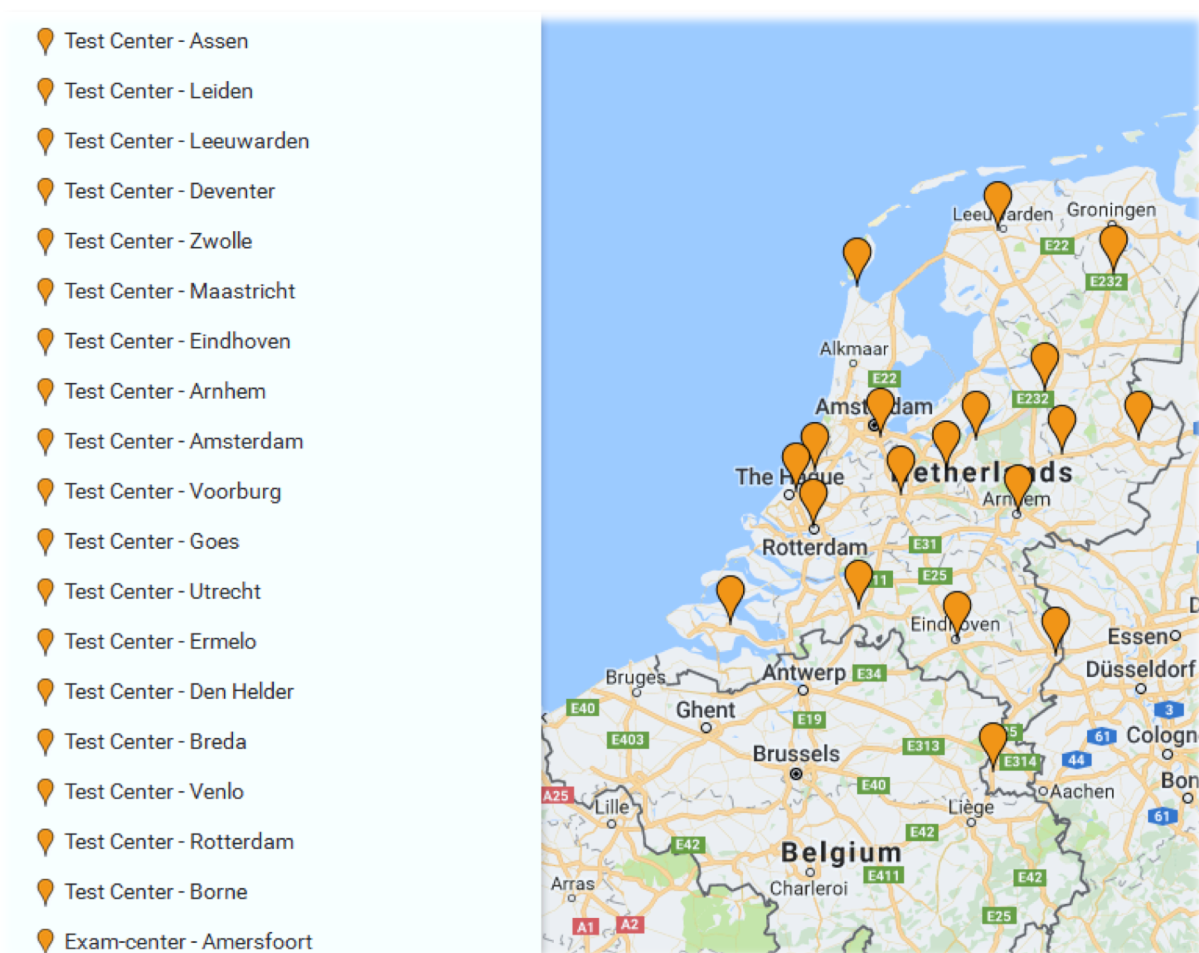 Test Center - Assen
Test Center - Leiden
Test Center - Leeuwarden
Test Center - Deventer
Test Center - Zwolle
Test Center - Maastricht
Test Center - Eindhoven
Test Center - Arnhem
Test Center - Amsterdam
Test Center - Voorburg
Test Center - Goes
Test Center - Utrecht
Test Center - Ermelo
Test Center - Den Helder
Test Center - Breda
Test Center - Venlo
Test Center - Rotterdam
Test Center - Borne
Exam-center - Amersfoort
Groningen
E22
E232
Alkmaar
E22
E232
The Hague
Netherlands
Rotterdam
E31
E25
Essen
Antwerp
E34
Düsseldorf
Bruges
E40
Ghent
E19
3
E403
E313
61
Brussels
E314
44
E40
Aachen
A25
Lille
Liège
61
E42
E42
Belgium
E411
E42
Arras
Charleroi
E25
A1
A2